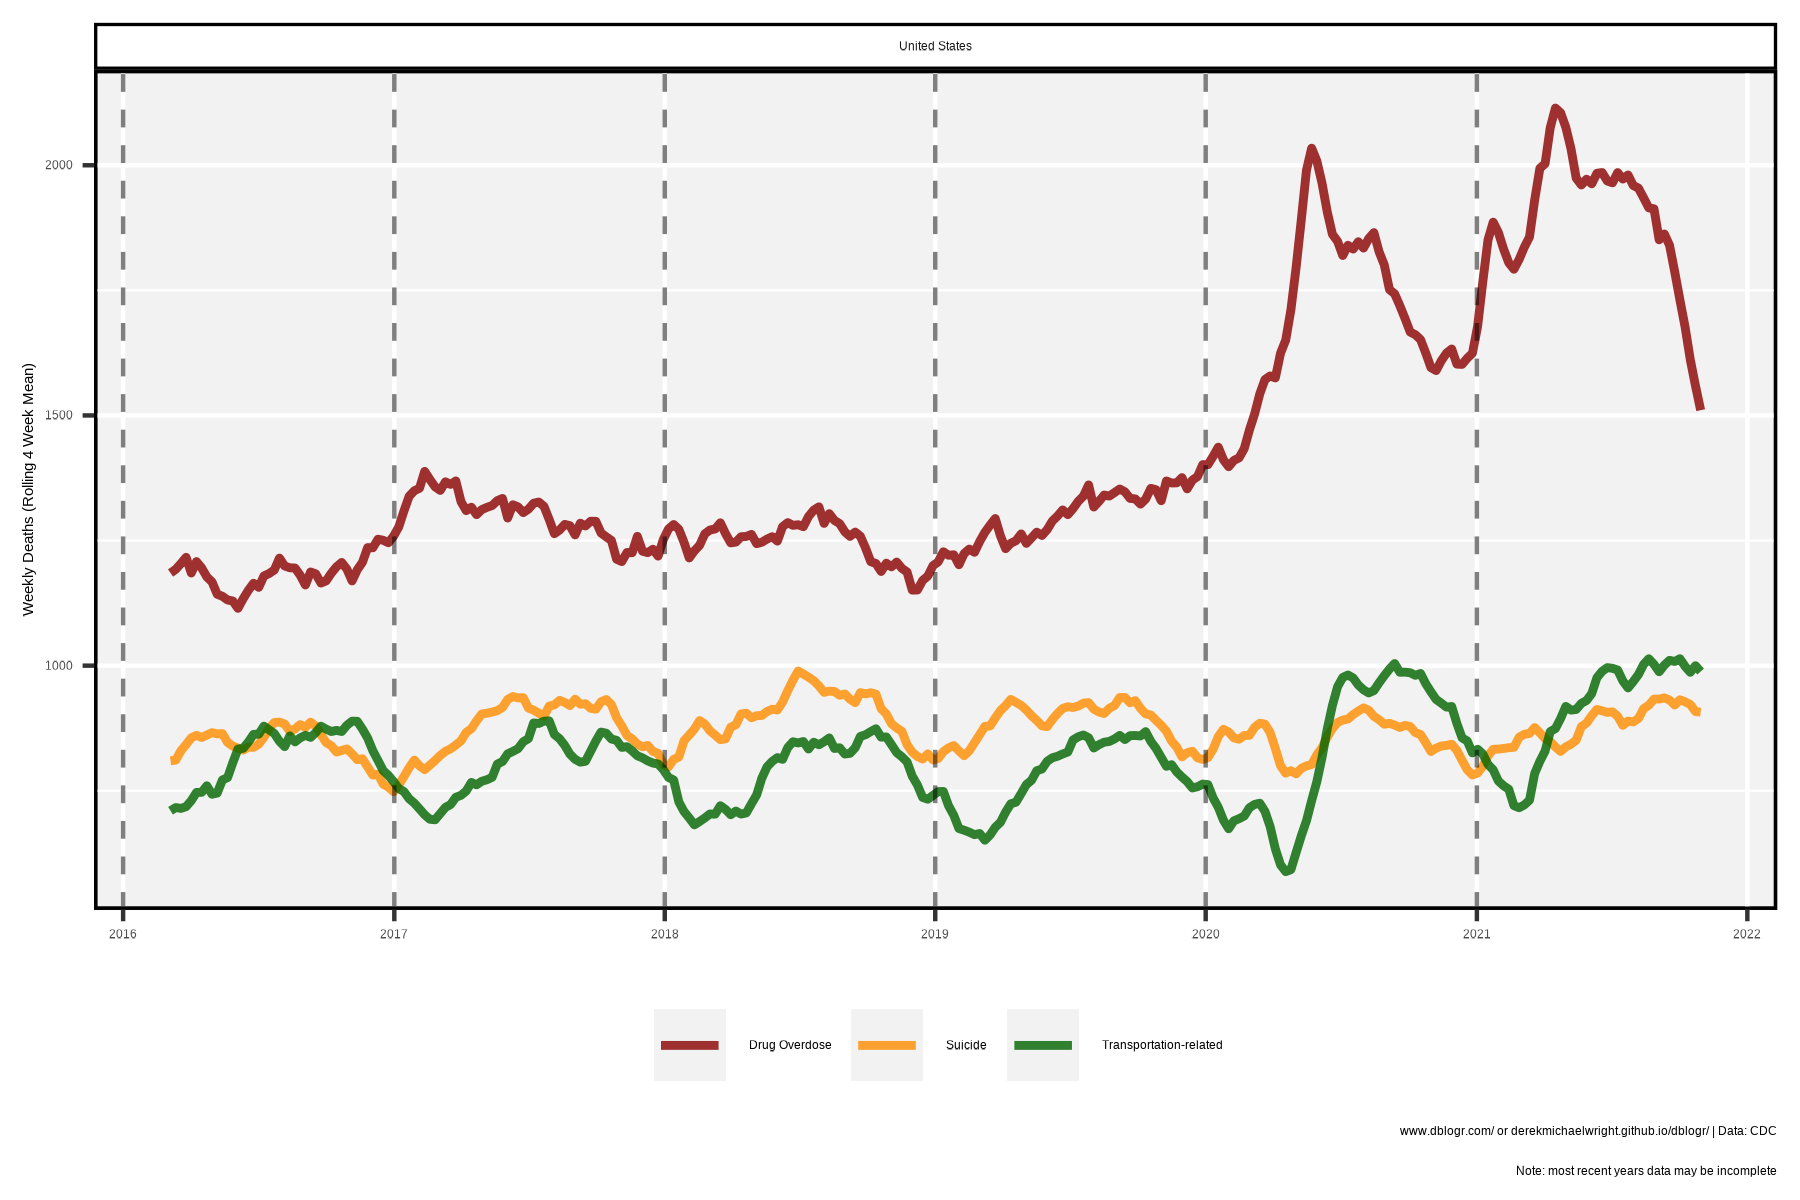 United States
Weekly Deaths (Rolling 4 Week Mean)
2000
1500
1000
2016 2017 2018 2019 2020 2021 2022
Drug Overdose Suicide Transportation-related
www.dblogr.com/ or derekmichaelwright.github.io/dblogr/ | Data: CDC
Note: most recent years data may be incomplete